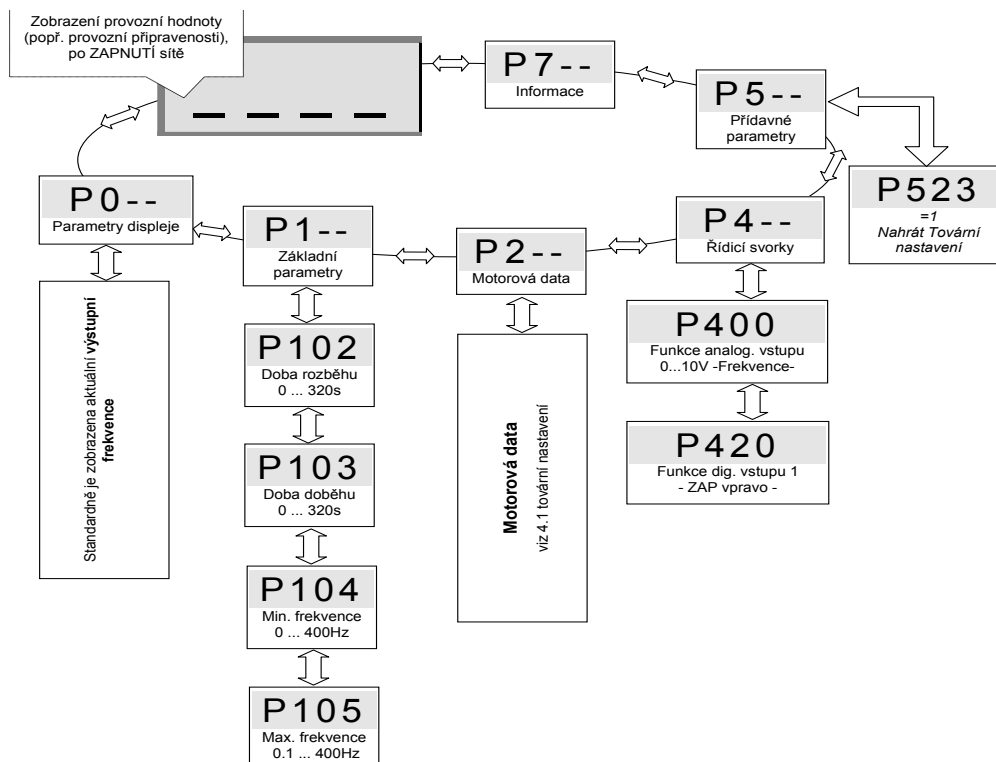 Zobrazení provozní hodnoty
(popř. provozní připravenosti),
po ZAPNUTÍ sítě
_ _ _ _
P7--
Informace
P5--
Přídavné
parametry
P523
=1
Nahrát Tovární
nastavení
P0--
Parametry displeje
P1--
Základní
parametry
P2--
Motorová data
P4--
Řídicí svorky
Standardně je zobrazena aktuální výstupní
frekvence
P102
Doba rozběhu
0 ... 320s
P103
Doba doběhu
0 ... 320s
P104
Min. frekvence
0 ... 400Hz
P105
Max. frekvence
0.1 ... 400Hz
Motorová data
viz 4.1 tovární nastavení
P400
Funkce analog. vstupu
0...10V -Frekvence-
P420
Funkce dig. vstupu 1
- ZAP vpravo -